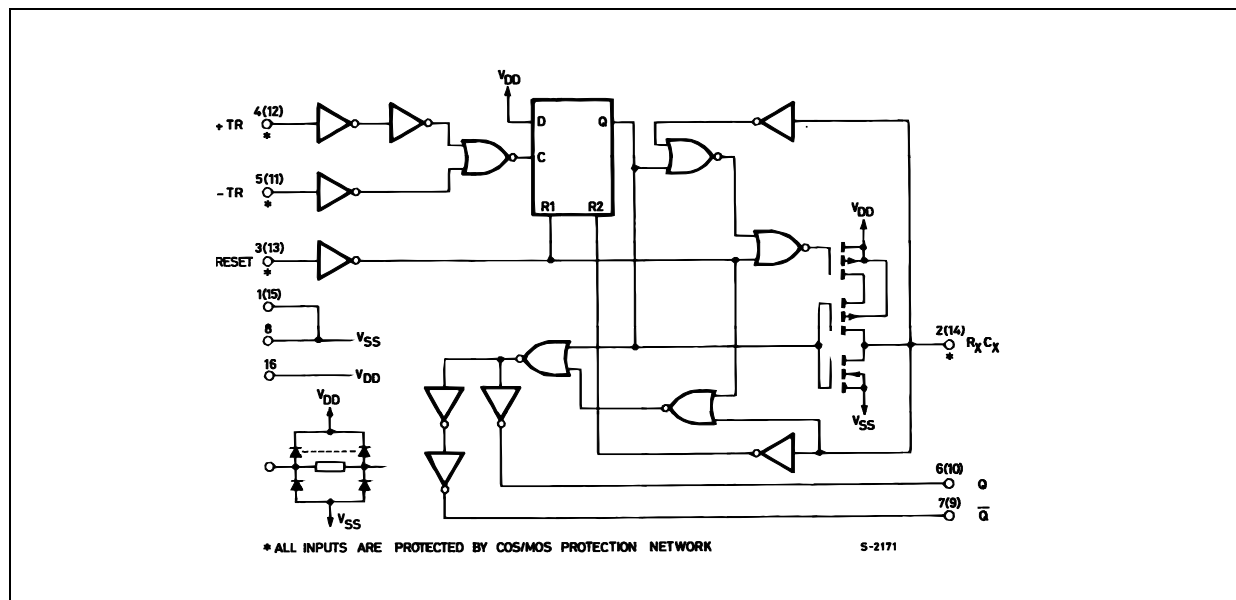 VDD
4(12)
+ TR
*
D
Q
C
5(11)
– TR
*
R1
R2
3(13)
RESET
*
VDD
1(15)
8
VSS
2(14)
RXCX
*
16
VDD
VDD
VSS
6(10)
Q
7(9)
Q̅
VSS
* ALL INPUTS ARE PROTECTED BY COS/MOS PROTECTION NETWORK
S-2171